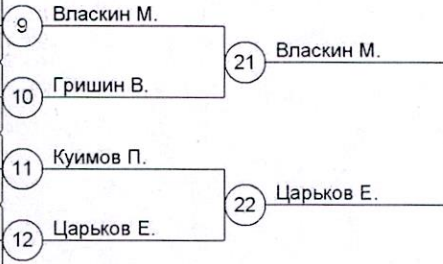 9 Власкин М.
21 Власкин М.
10 Гришин В.
11 Куимов П.
22 Царьков Е.
12 Царьков Е.